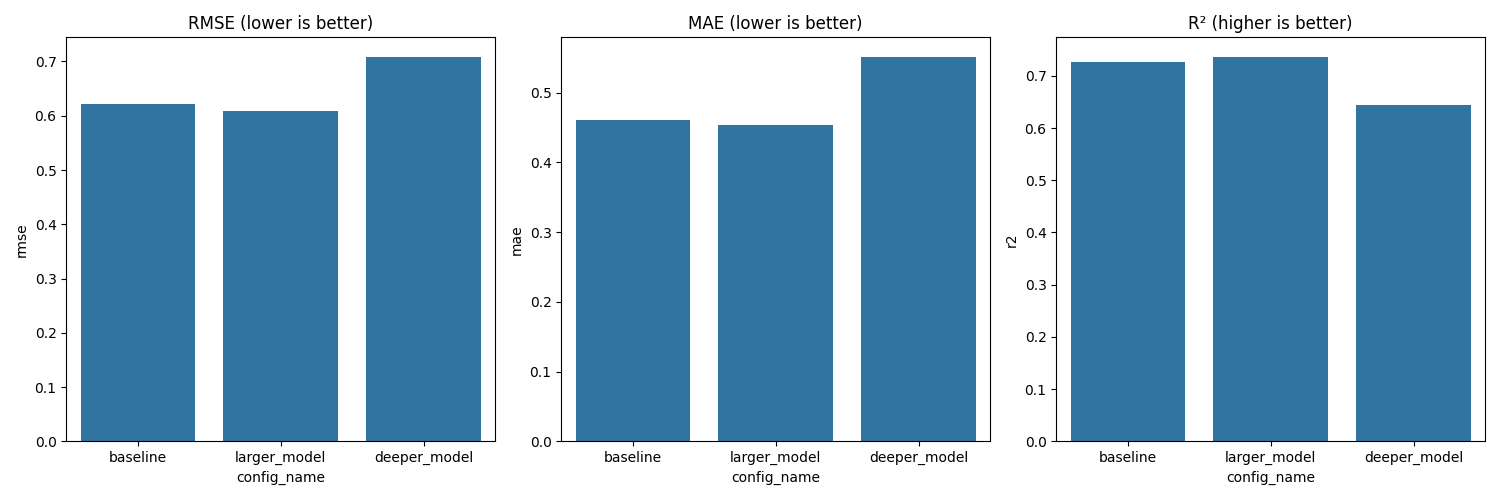 RMSE (lower is better)
0.7
0.6
0.5
0.4
0.3
0.2
0.1
0.0
rmse
baseline larger_model deeper_model
config_name
MAE (lower is better)
0.5
0.4
0.3
0.2
0.1
0.0
mae
baseline larger_model deeper_model
config_name
R² (higher is better)
0.7
0.6
0.5
0.4
0.3
0.2
0.1
0.0
r2
baseline larger_model deeper_model
config_name